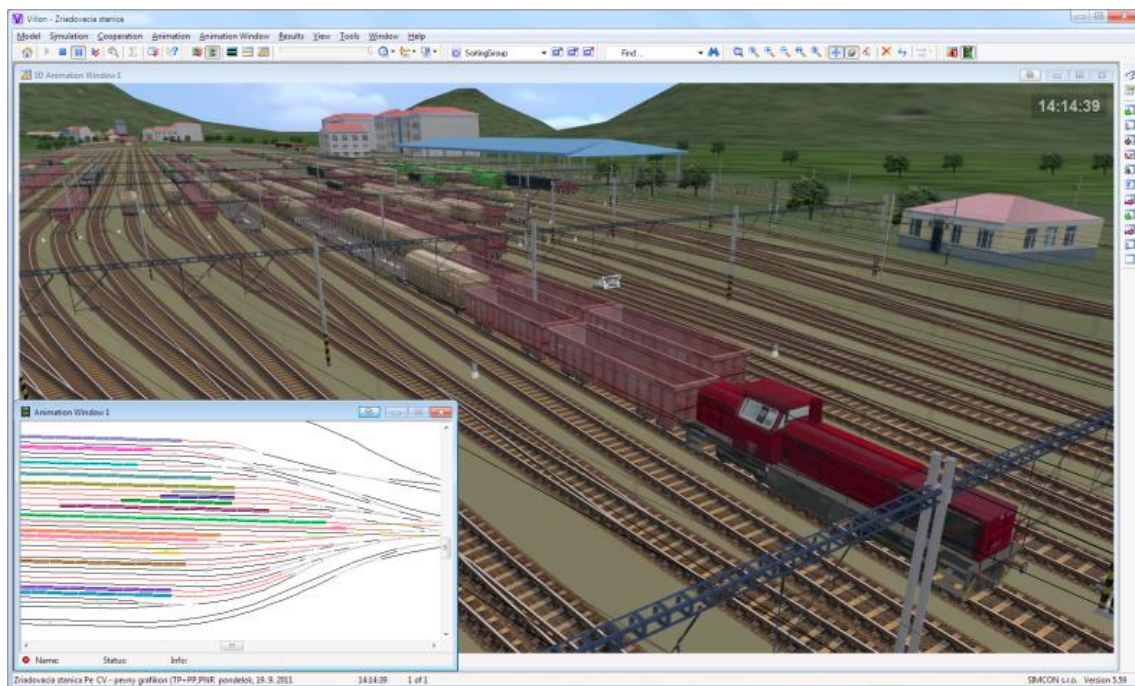 Villon - Zriadovacia stanica
Model Simulation Cooperation Animation Animation Window Results View Tools Window Help
SortingGroup Find...
3D Animation Window 1
14:14:39
Animation Window 1
Name: Status: Info:
Zriadovacia stanica Pe CV - pevny grafikon (TP+PP,PNR pondelok, 19. 9. 2011 14:14:39 1 of 1 SIMCON s.r.o. Version 5.59